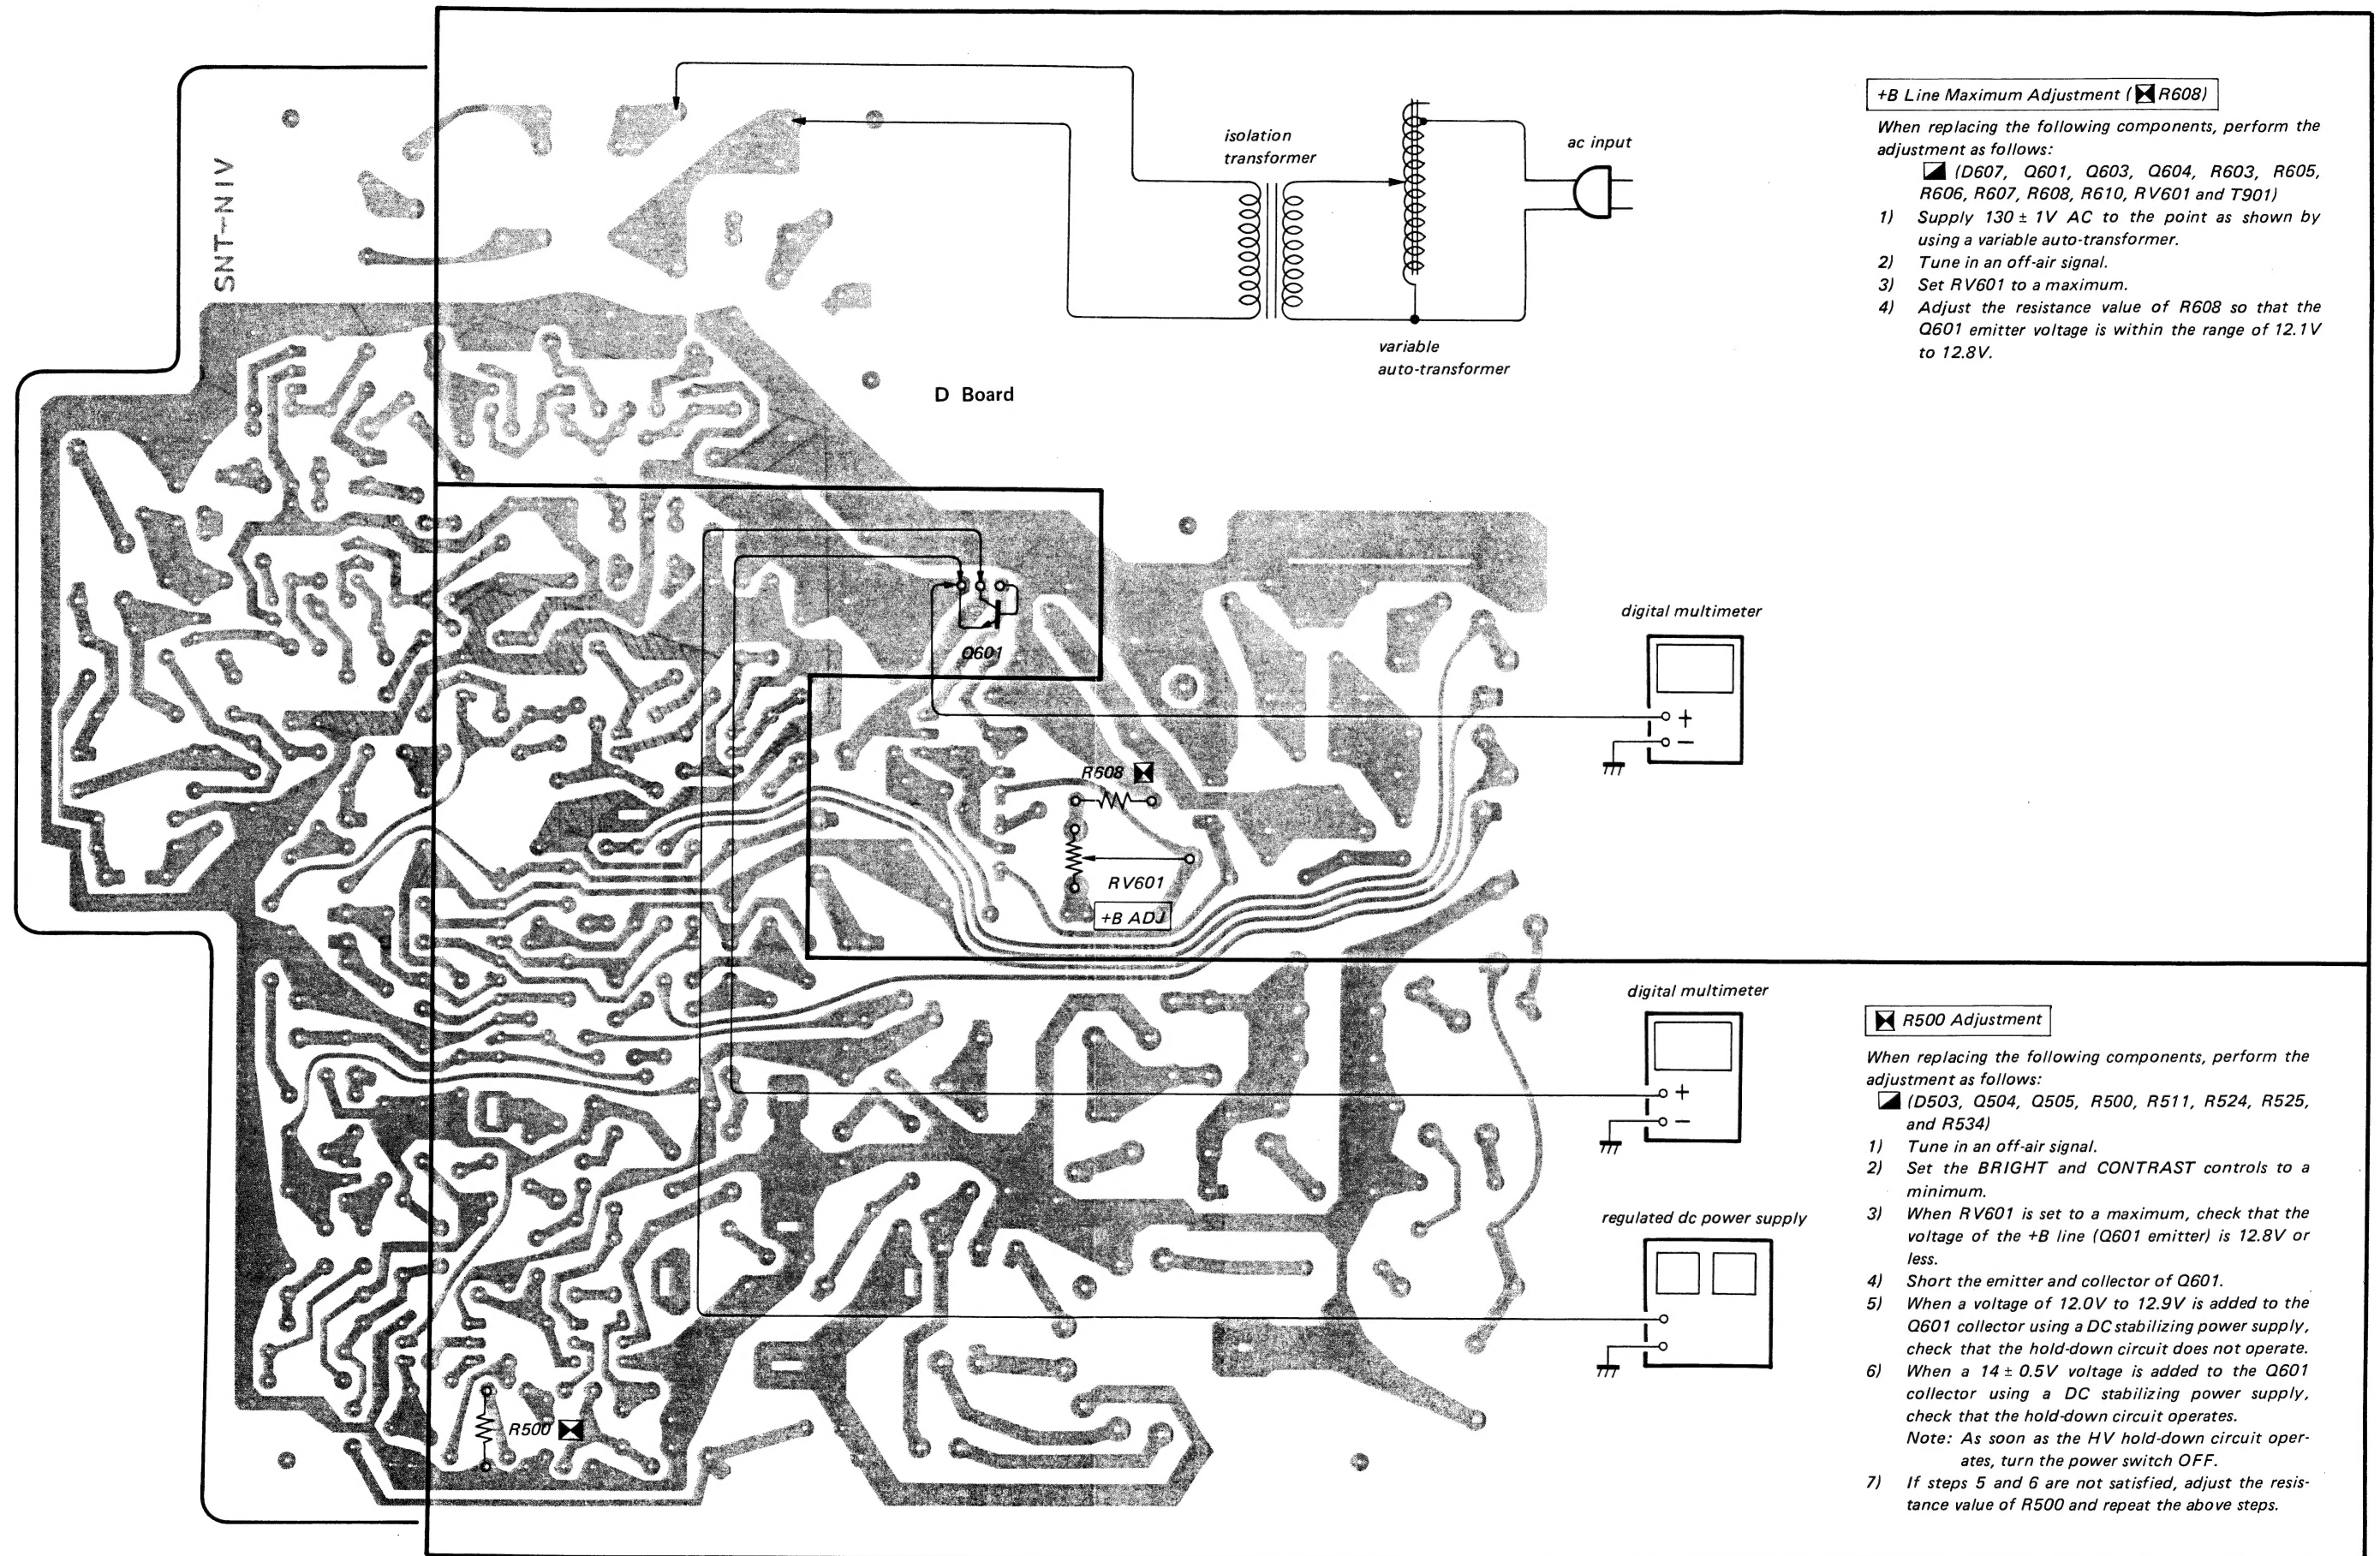 SNT-NIV
isolation
transformer
ac input
variable
auto-transformer
D Board
+B Line Maximum Adjustment ( R608)
When replacing the following components, perform the
adjustment as follows:
(D607, Q601, Q603, Q604, R603, R605,
R606, R607, R608, R610, RV601 and T901)
1) Supply 130 ± 1V AC to the point as shown by
using a variable auto-transformer.
2) Tune in an off-air signal.
3) Set RV601 to a maximum.
4) Adjust the resistance value of R608 so that the
Q601 emitter voltage is within the range of 12.1V
to 12.8V.
Q601
digital multimeter
+
−
R608
RV601
+B ADJ
digital multimeter
+
−
regulated dc power supply
R500
R500 Adjustment
When replacing the following components, perform the
adjustment as follows:
(D503, Q504, Q505, R500, R511, R524, R525,
and R534)
1) Tune in an off-air signal.
2) Set the BRIGHT and CONTRAST controls to a
minimum.
3) When RV601 is set to a maximum, check that the
voltage of the +B line (Q601 emitter) is 12.8V or
less.
4) Short the emitter and collector of Q601.
5) When a voltage of 12.0V to 12.9V is added to the
Q601 collector using a DC stabilizing power supply,
check that the hold-down circuit does not operate.
6) When a 14 ± 0.5V voltage is added to the Q601
collector using a DC stabilizing power supply,
check that the hold-down circuit operates.
Note: As soon as the HV hold-down circuit oper-
ates, turn the power switch OFF.
7) If steps 5 and 6 are not satisfied, adjust the resis-
tance value of R500 and repeat the above steps.